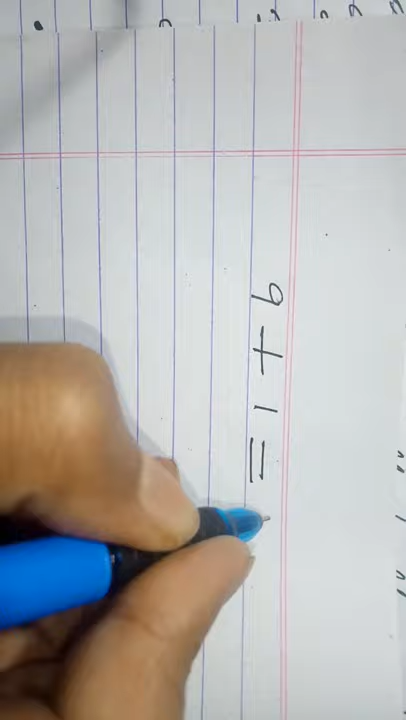 9 + 1 =